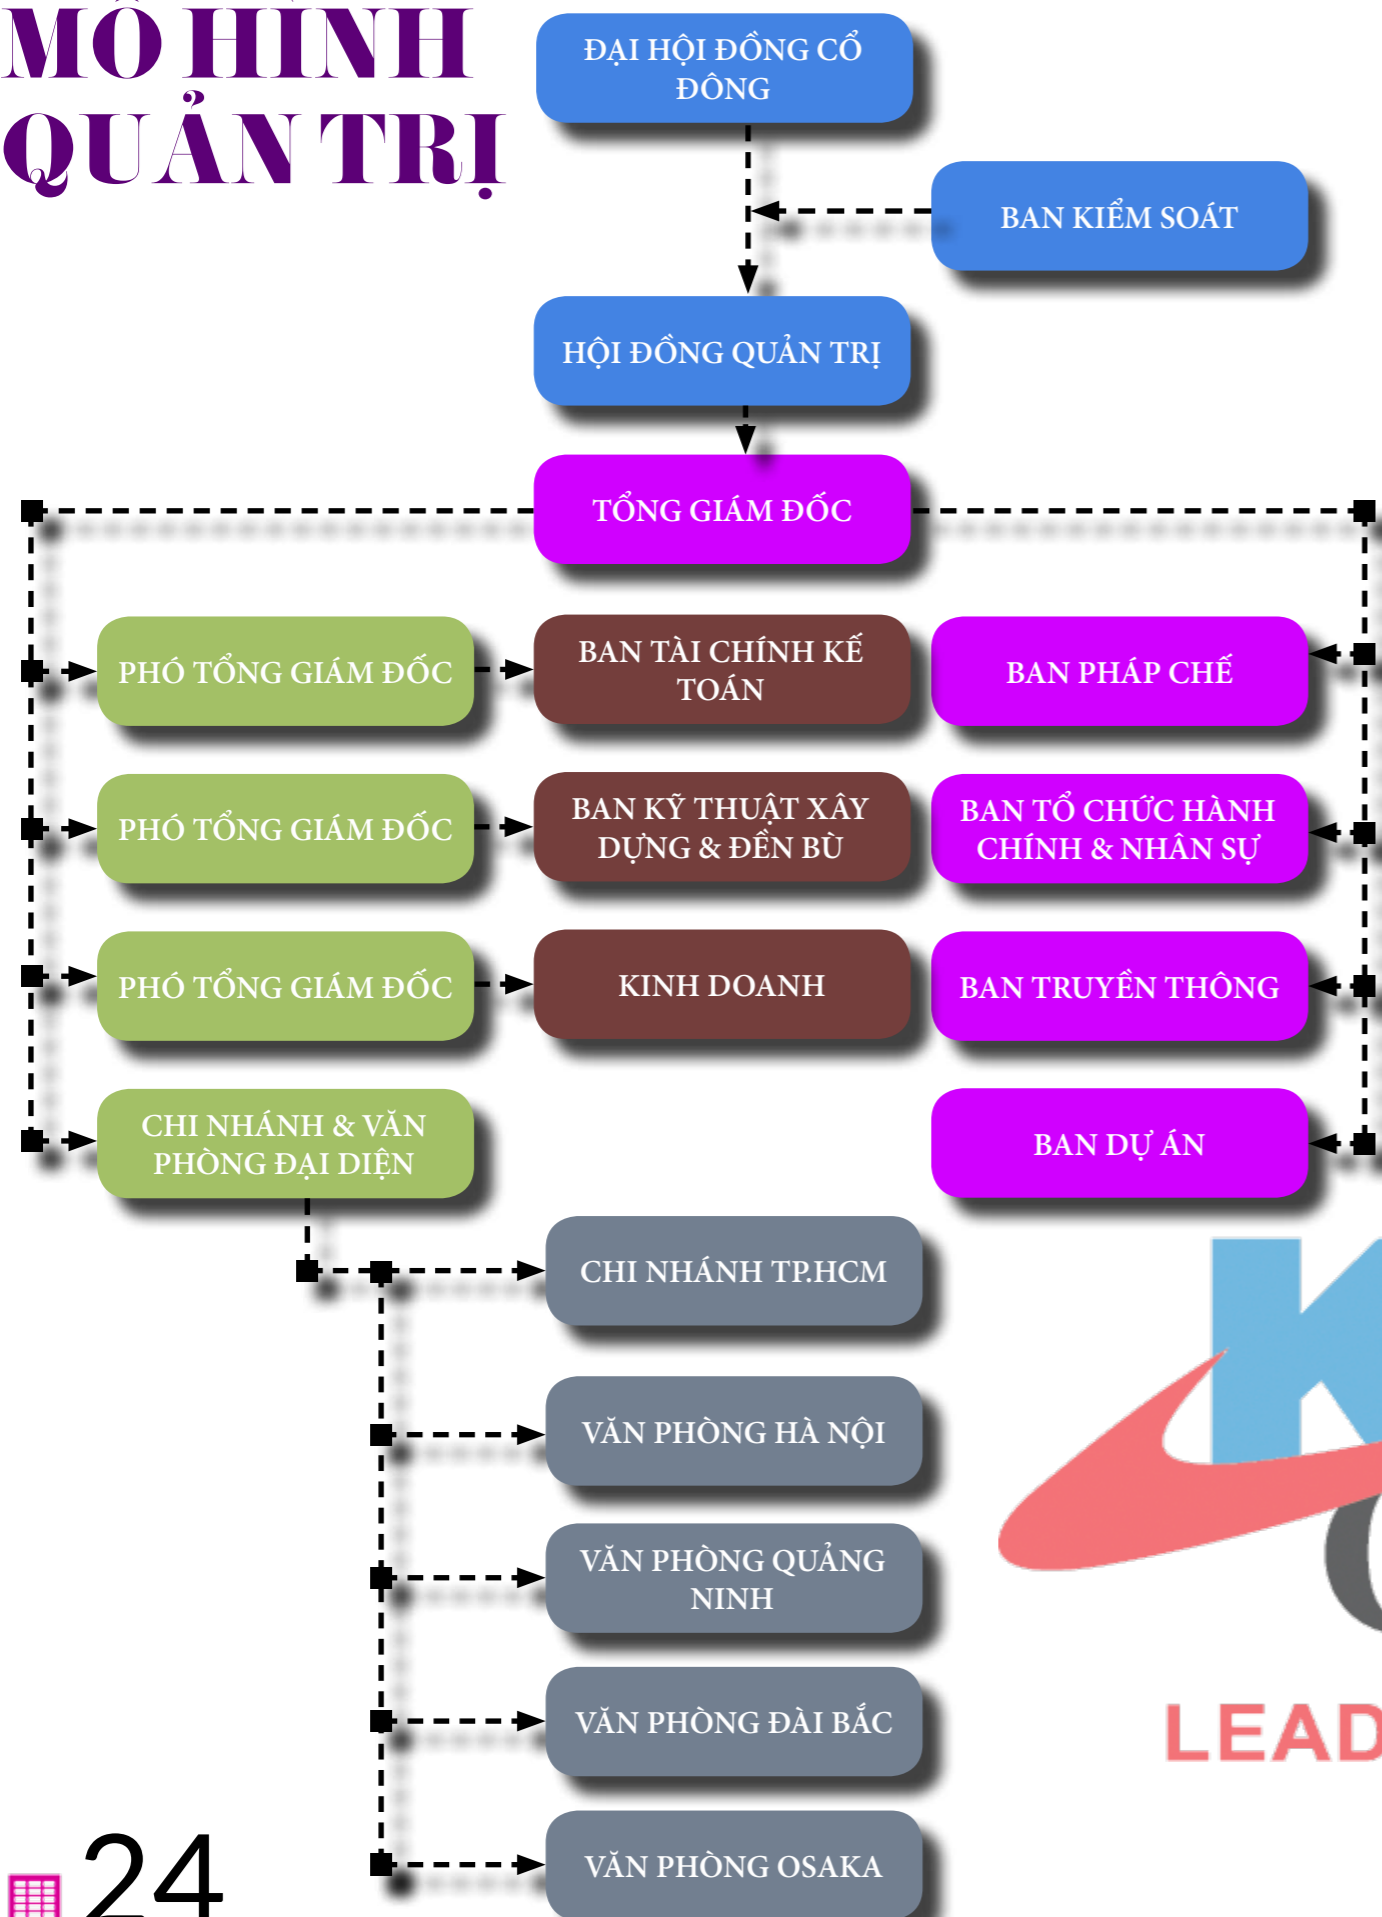 MÔ HÌNH
QUẢN TRỊ
ĐẠI HỘI ĐỒNG CỔ
ĐÔNG
BAN KIỂM SOÁT
HỘI ĐỒNG QUẢN TRỊ
TỔNG GIÁM ĐỐC
PHÓ TỔNG GIÁM ĐỐC
BAN TÀI CHÍNH KẾ
TOÁN
BAN PHÁP CHẾ
PHÓ TỔNG GIÁM ĐỐC
BAN KỸ THUẬT XÂY
DỰNG & ĐỀN BÙ
BAN TỔ CHỨC HÀNH
CHÍNH & NHÂN SỰ
PHÓ TỔNG GIÁM ĐỐC
KINH DOANH
BAN TRUYỀN THÔNG
CHI NHÁNH & VĂN
PHÒNG ĐẠI DIỆN
BAN DỰ ÁN
CHI NHÁNH TP.HCM
VĂN PHÒNG HÀ NỘI
VĂN PHÒNG QUẢNG
NINH
VĂN PHÒNG ĐÀI BẮC
LEAD
VĂN PHÒNG OSAKA
24